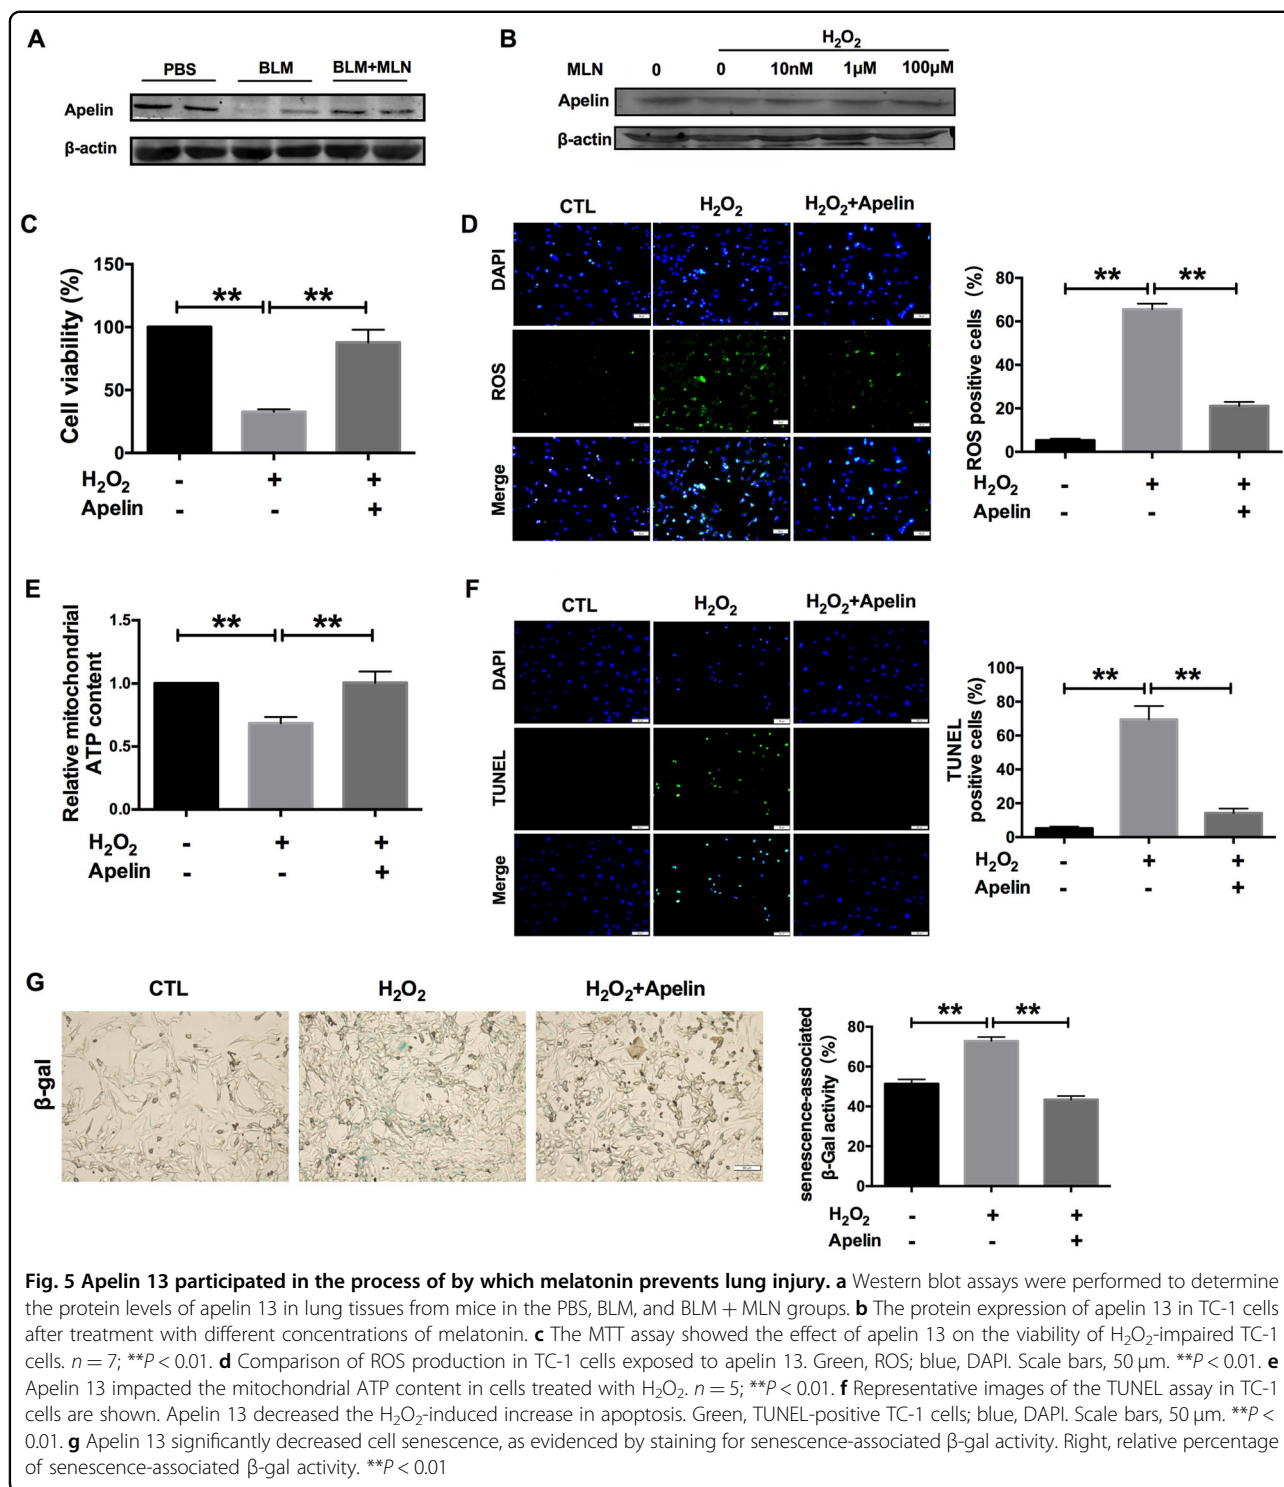 A
PBS BLM BLM+MLN
Apelin
β-actin
B
H₂O₂
MLN 0 0 10nM 1μM 100μM
Apelin
β-actin
C
Cell viability (%)
150
100
50
0
H₂O₂ - + +
Apelin - - +
D
CTL H₂O₂ H₂O₂+Apelin
DAPI
ROS
Merge
ROS positive cells (%)
80
60
40
20
0
H₂O₂ - + +
Apelin - - +
** **
E
Relative mitochondrial
ATP content
1.5
1.0
0.5
0.0
** **
H₂O₂ - + +
Apelin - - +
F
CTL H₂O₂ H₂O₂+Apelin
DAPI
TUNEL
Merge
TUNEL
positive cells (%)
100
80
60
40
20
0
** **
H₂O₂ - + +
Apelin - - +
G
CTL H₂O₂ H₂O₂+Apelin
β-gal
senescence-associated
β-Gal activity (%)
80
60
40
20
0
** **
H₂O₂ - + +
Apelin - - +
Fig. 5 Apelin 13 participated in the process of by which melatonin prevents lung injury. a Western blot assays were performed to determine
the protein levels of apelin 13 in lung tissues from mice in the PBS, BLM, and BLM + MLN groups. b The protein expression of apelin 13 in TC-1 cells
after treatment with different concentrations of melatonin. c The MTT assay showed the effect of apelin 13 on the viability of H₂O₂-impaired TC-1
cells. n = 7; **P < 0.01. d Comparison of ROS production in TC-1 cells exposed to apelin 13. Green, ROS; blue, DAPI. Scale bars, 50 μm. **P < 0.01. e
Apelin 13 impacted the mitochondrial ATP content in cells treated with H₂O₂. n = 5; **P < 0.01. f Representative images of the TUNEL assay in TC-1
cells are shown. Apelin 13 decreased the H₂O₂-induced increase in apoptosis. Green, TUNEL-positive TC-1 cells; blue, DAPI. Scale bars, 50 μm. **P <
0.01. g Apelin 13 significantly decreased cell senescence, as evidenced by staining for senescence-associated β-gal activity. Right, relative percentage
of senescence-associated β-gal activity. **P < 0.01